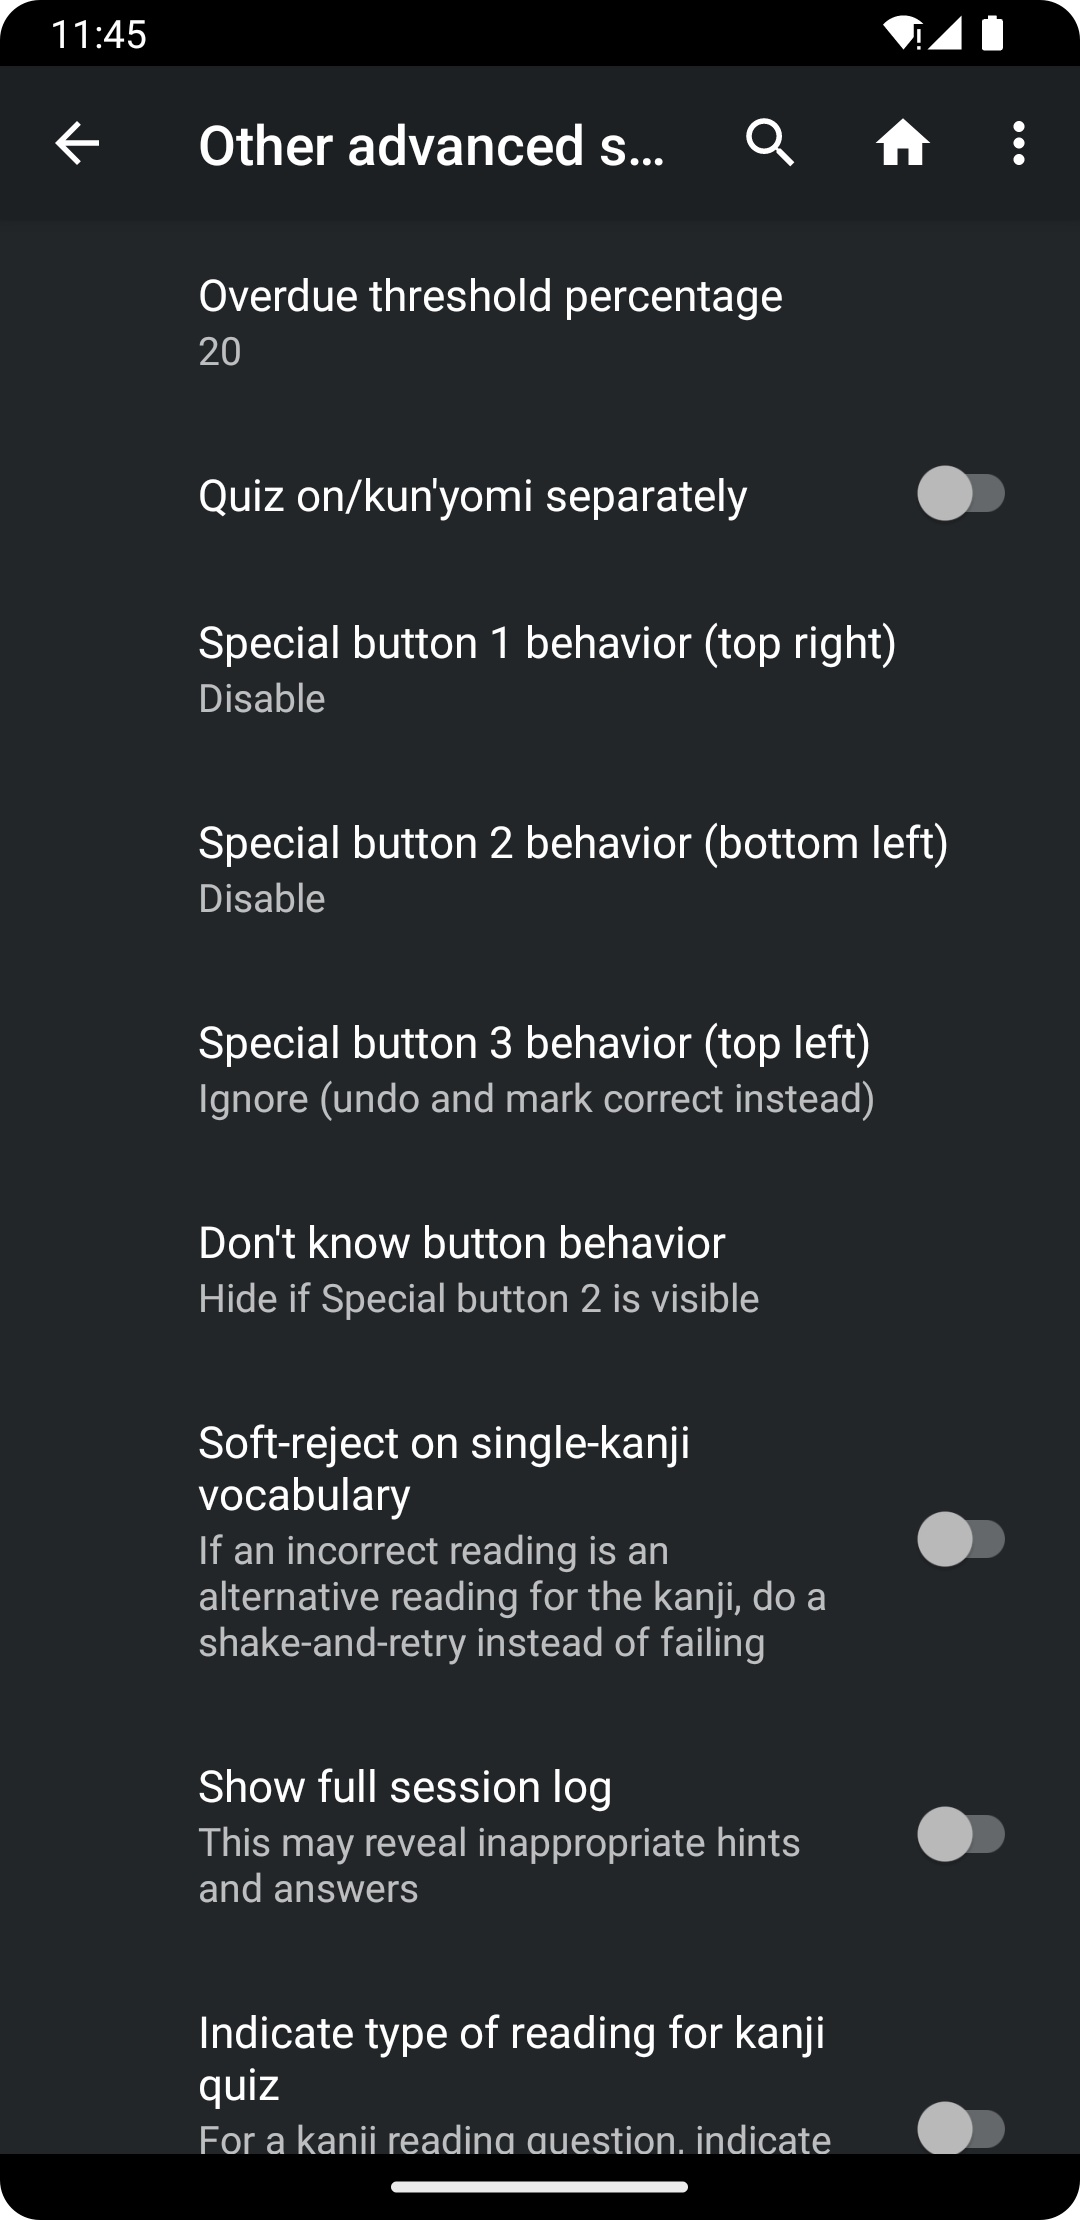 11:45
Other advanced s...
Overdue threshold percentage
20
Quiz on/kun'yomi separately
Special button 1 behavior (top right)
Disable
Special button 2 behavior (bottom left)
Disable
Special button 3 behavior (top left)
Ignore (undo and mark correct instead)
Don't know button behavior
Hide if Special button 2 is visible
Soft-reject on single-kanji
vocabulary
If an incorrect reading is an
alternative reading for the kanji, do a
shake-and-retry instead of failing
Show full session log
This may reveal inappropriate hints
and answers
Indicate type of reading for kanji
quiz
For a kanji reading question, indicate